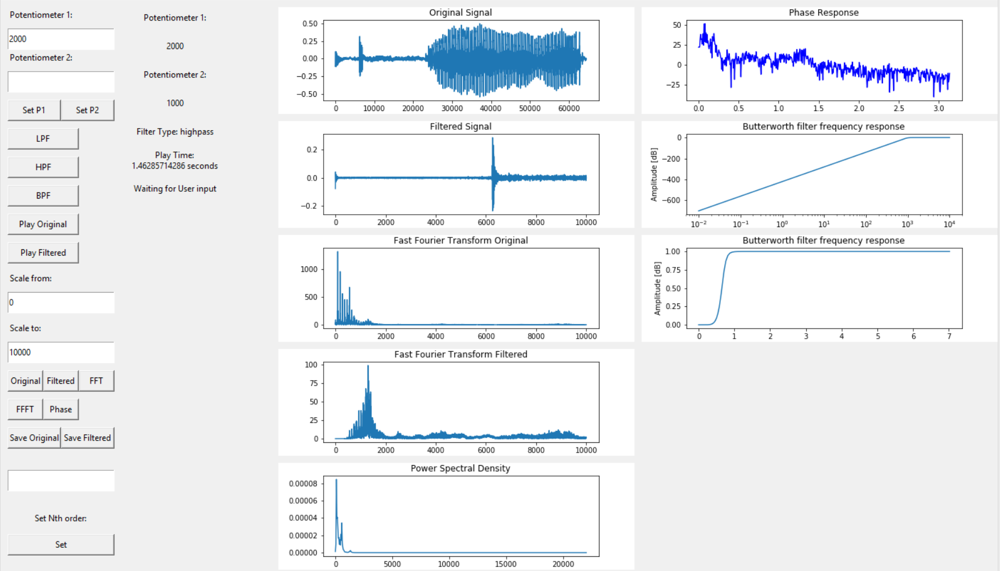 Potentiometer 1:
2000
Potentiometer 2:
Set P1 Set P2
LPF
HPF
BPF
Play Original
Play Filtered
Scale from:
0
Scale to:
10000
Original Filtered FFT
FFFT Phase
Save Original Save Filtered
Set Nth order:
Set
Potentiometer 1:
2000
Potentiometer 2:
1000
Filter Type: highpass
Play Time:
1.46285714286 seconds
Waiting for User input
Original Signal
0.50
0.25
0.00
−0.25
−0.50
0 10000 20000 30000 40000 50000 60000
Filtered Signal
0.2
0.0
−0.2
0 2000 4000 6000 8000 10000
Fast Fourier Transform Original
1000
500
0
0 2000 4000 6000 8000 10000
Fast Fourier Transform Filtered
100
75
50
25
0
0 2000 4000 6000 8000 10000
Power Spectral Density
0.00008
0.00006
0.00004
0.00002
0.00000
0 5000 10000 15000 20000
Phase Response
50
25
0
−25
0.0 0.5 1.0 1.5 2.0 2.5 3.0
Butterworth filter frequency response
Amplitude [dB]
0
−200
−400
−600
10⁻² 10⁻¹ 10⁰ 10¹ 10² 10³ 10⁴
Butterworth filter frequency response
Amplitude [dB]
1.00
0.75
0.50
0.25
0.00
0 1 2 3 4 5 6 7